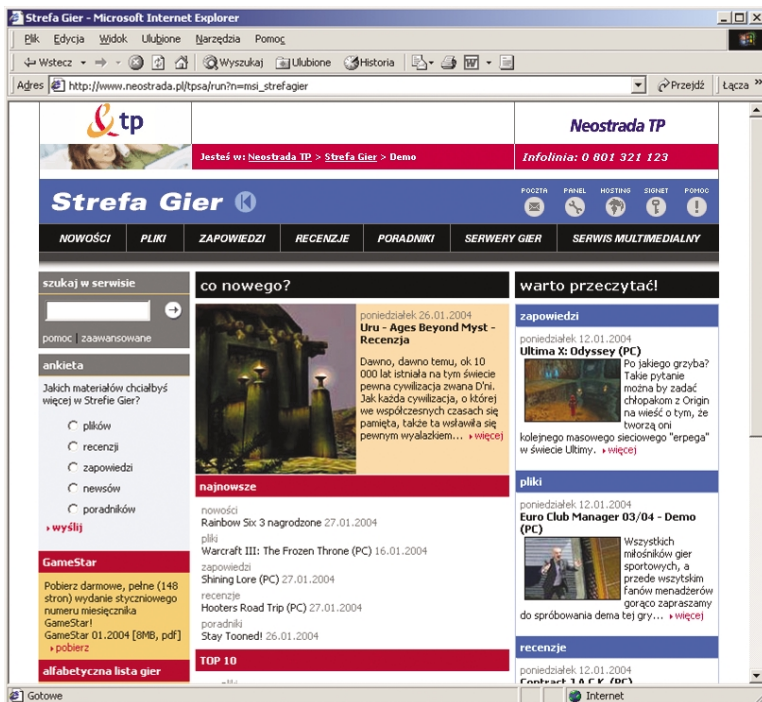 Strefa Gier - Microsoft Internet Explorer
Plik Edycja Widok Ulubione Narzędzia Pomoc
Wstecz Wyszukaj Ulubione Historia
Adres http://www.neostrada.pl/tpsa/run?n=msi_strefagier Przejdź Łącza »
tp
Neostrada TP
Jesteś w: Neostrada TP > Strefa Gier > Demo
Infolinia: 0 801 321 123
Strefa Gier
POCZTA PANEL HOSTING SIGNET POMOC
NOWOŚCI PLIKI ZAPOWIEDZI RECENZJE PORADNIKI SERWERY GIER SERWIS MULTIMEDIALNY
szukaj w serwisie
pomoc | zaawansowane
ankieta
Jakich materiałów chciałbyś
więcej w Strefie Gier?
plików
recenzji
zapowiedzi
newsów
poradników
wyślij
GameStar
Pobierz darmowe, pełne (148
stron) wydanie styczniowego
numeru miesięcznika
GameStar!
GameStar 01.2004 [8MB, pdf]
pobierz
alfabetyczna lista gier
co nowego?
poniedziałek 26.01.2004
Uru - Ages Beyond Myst -
Recenzja
Dawno, dawno temu, ok 10
000 lat istniała na tym świecie
pewna cywilizacja zwana D'ni.
Jak każda cywilizacja, o której
we współczesnych czasach się
pamięta, także ta wsławiła się
pewnym wyalazkiem... więcej
najnowsze
nowości
Rainbow Six 3 nagrodzone 27.01.2004
pliki
Warcraft III: The Frozen Throne (PC) 16.01.2004
zapowiedzi
Shining Lore (PC) 27.01.2004
recenzje
Hooters Road Trip (PC) 27.01.2004
poradniki
Stay Tooned! 26.01.2004
TOP 10
warto przeczytać!
zapowiedzi
poniedziałek 12.01.2004
Ultima X: Odyssey (PC)
Po jakiego grzyba?
Takie pytanie
można by zadać
chłopakom z Origin
na wieść o tym, że
tworzą oni
kolejnego masowego sieciowego "erpega"
w świecie Ultimy. więcej
pliki
poniedziałek 12.01.2004
Euro Club Manager 03/04 - Demo
(PC)
Wszystkich
miłośników gier
sportowych, a
przede wszytskim
fanów menadżerów
gorąco zapraszamy
do spróbowania dema tej gry... więcej
recenzje
poniedziałek 12.01.2004
Contract J.A.C.K. (PC)
Gotowe
Internet